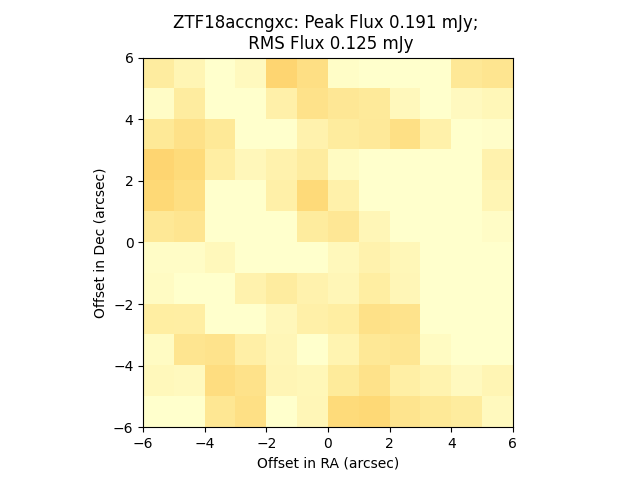 ZTF18accngxc: Peak Flux 0.191 mJy;
RMS Flux 0.125 mJy
6
4
2
0
−2
−4
−6
Offset in Dec (arcsec)
−6 −4 −2 0 2 4 6
Offset in RA (arcsec)